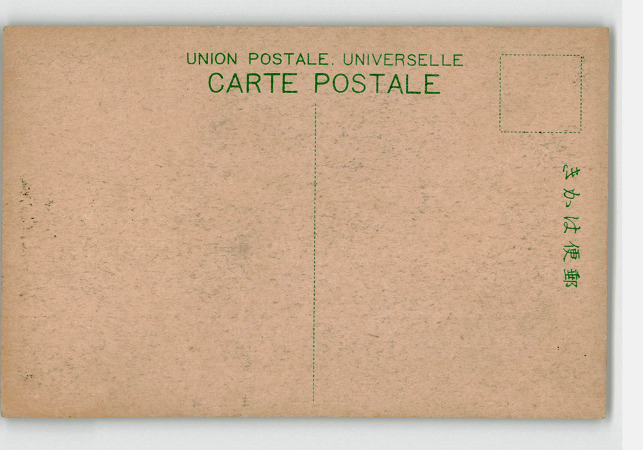 UNION POSTALE. UNIVERSELLE
CARTE POSTALE
きかは便郵